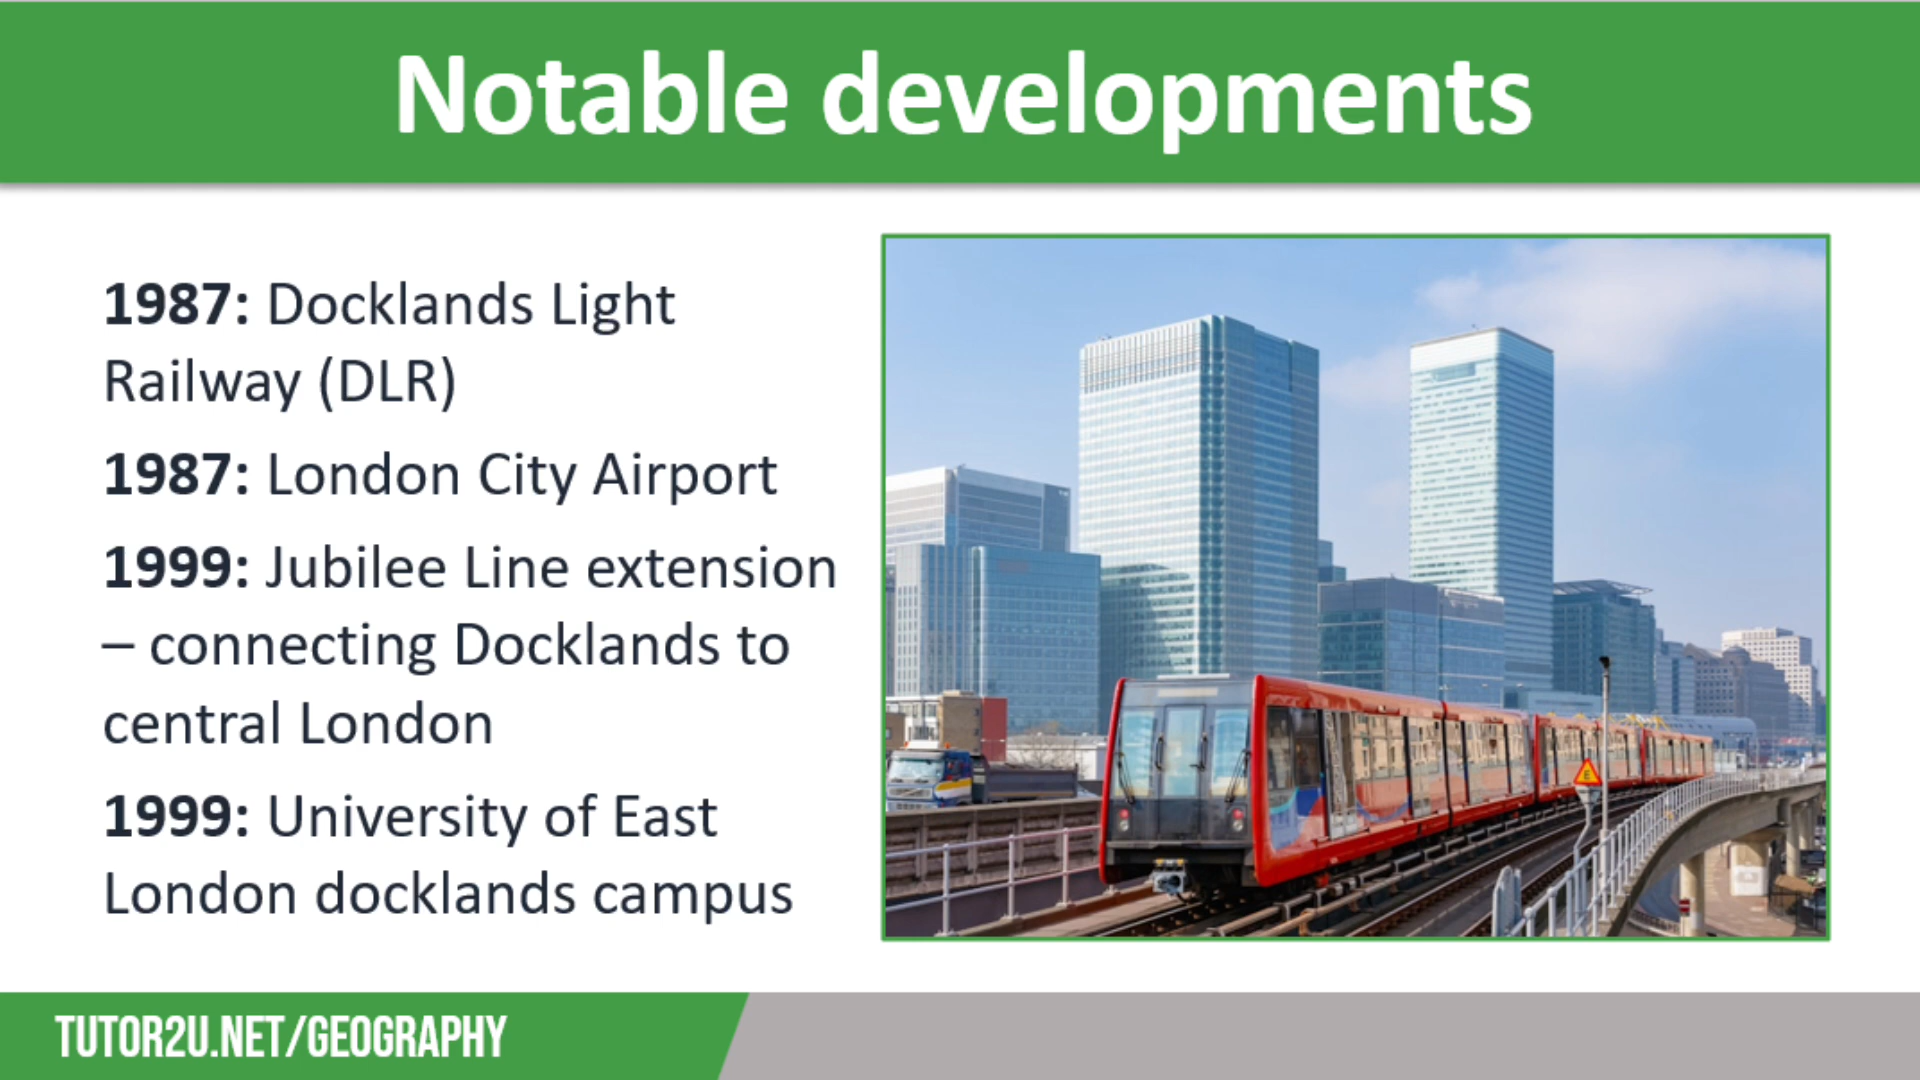 Notable developments
1987: Docklands Light
Railway (DLR)
1987: London City Airport
1999: Jubilee Line extension
– connecting Docklands to
central London
1999: University of East
London docklands campus
E
TUTOR2U.NET/GEOGRAPHY